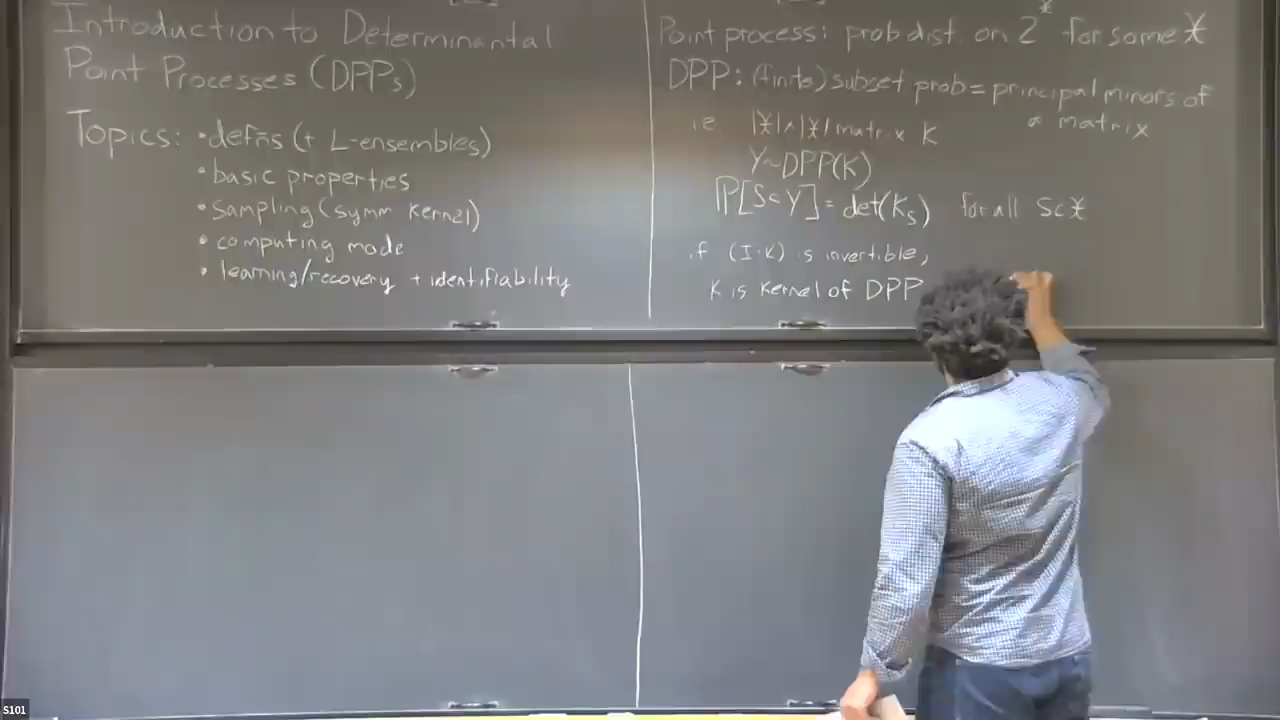 Introduction to Determinantal
Point Processes (DPPs)
Topics: • defns (+ L-ensembles)
• basic properties
• sampling (symm kernel)
• computing mode
• learning/recovery + identifiability
Point process: prob dist. on 2^𝒳 for some 𝒳
DPP: (finite) subset prob = principal minors of
a matrix
ie |𝒳|×|𝒳| matrix K
Y~DPP(K)
ℙ[S⊂Y] = det(K_S) for all S⊂𝒳
if (I-K) is invertible,
K is kernel of DPP
S101